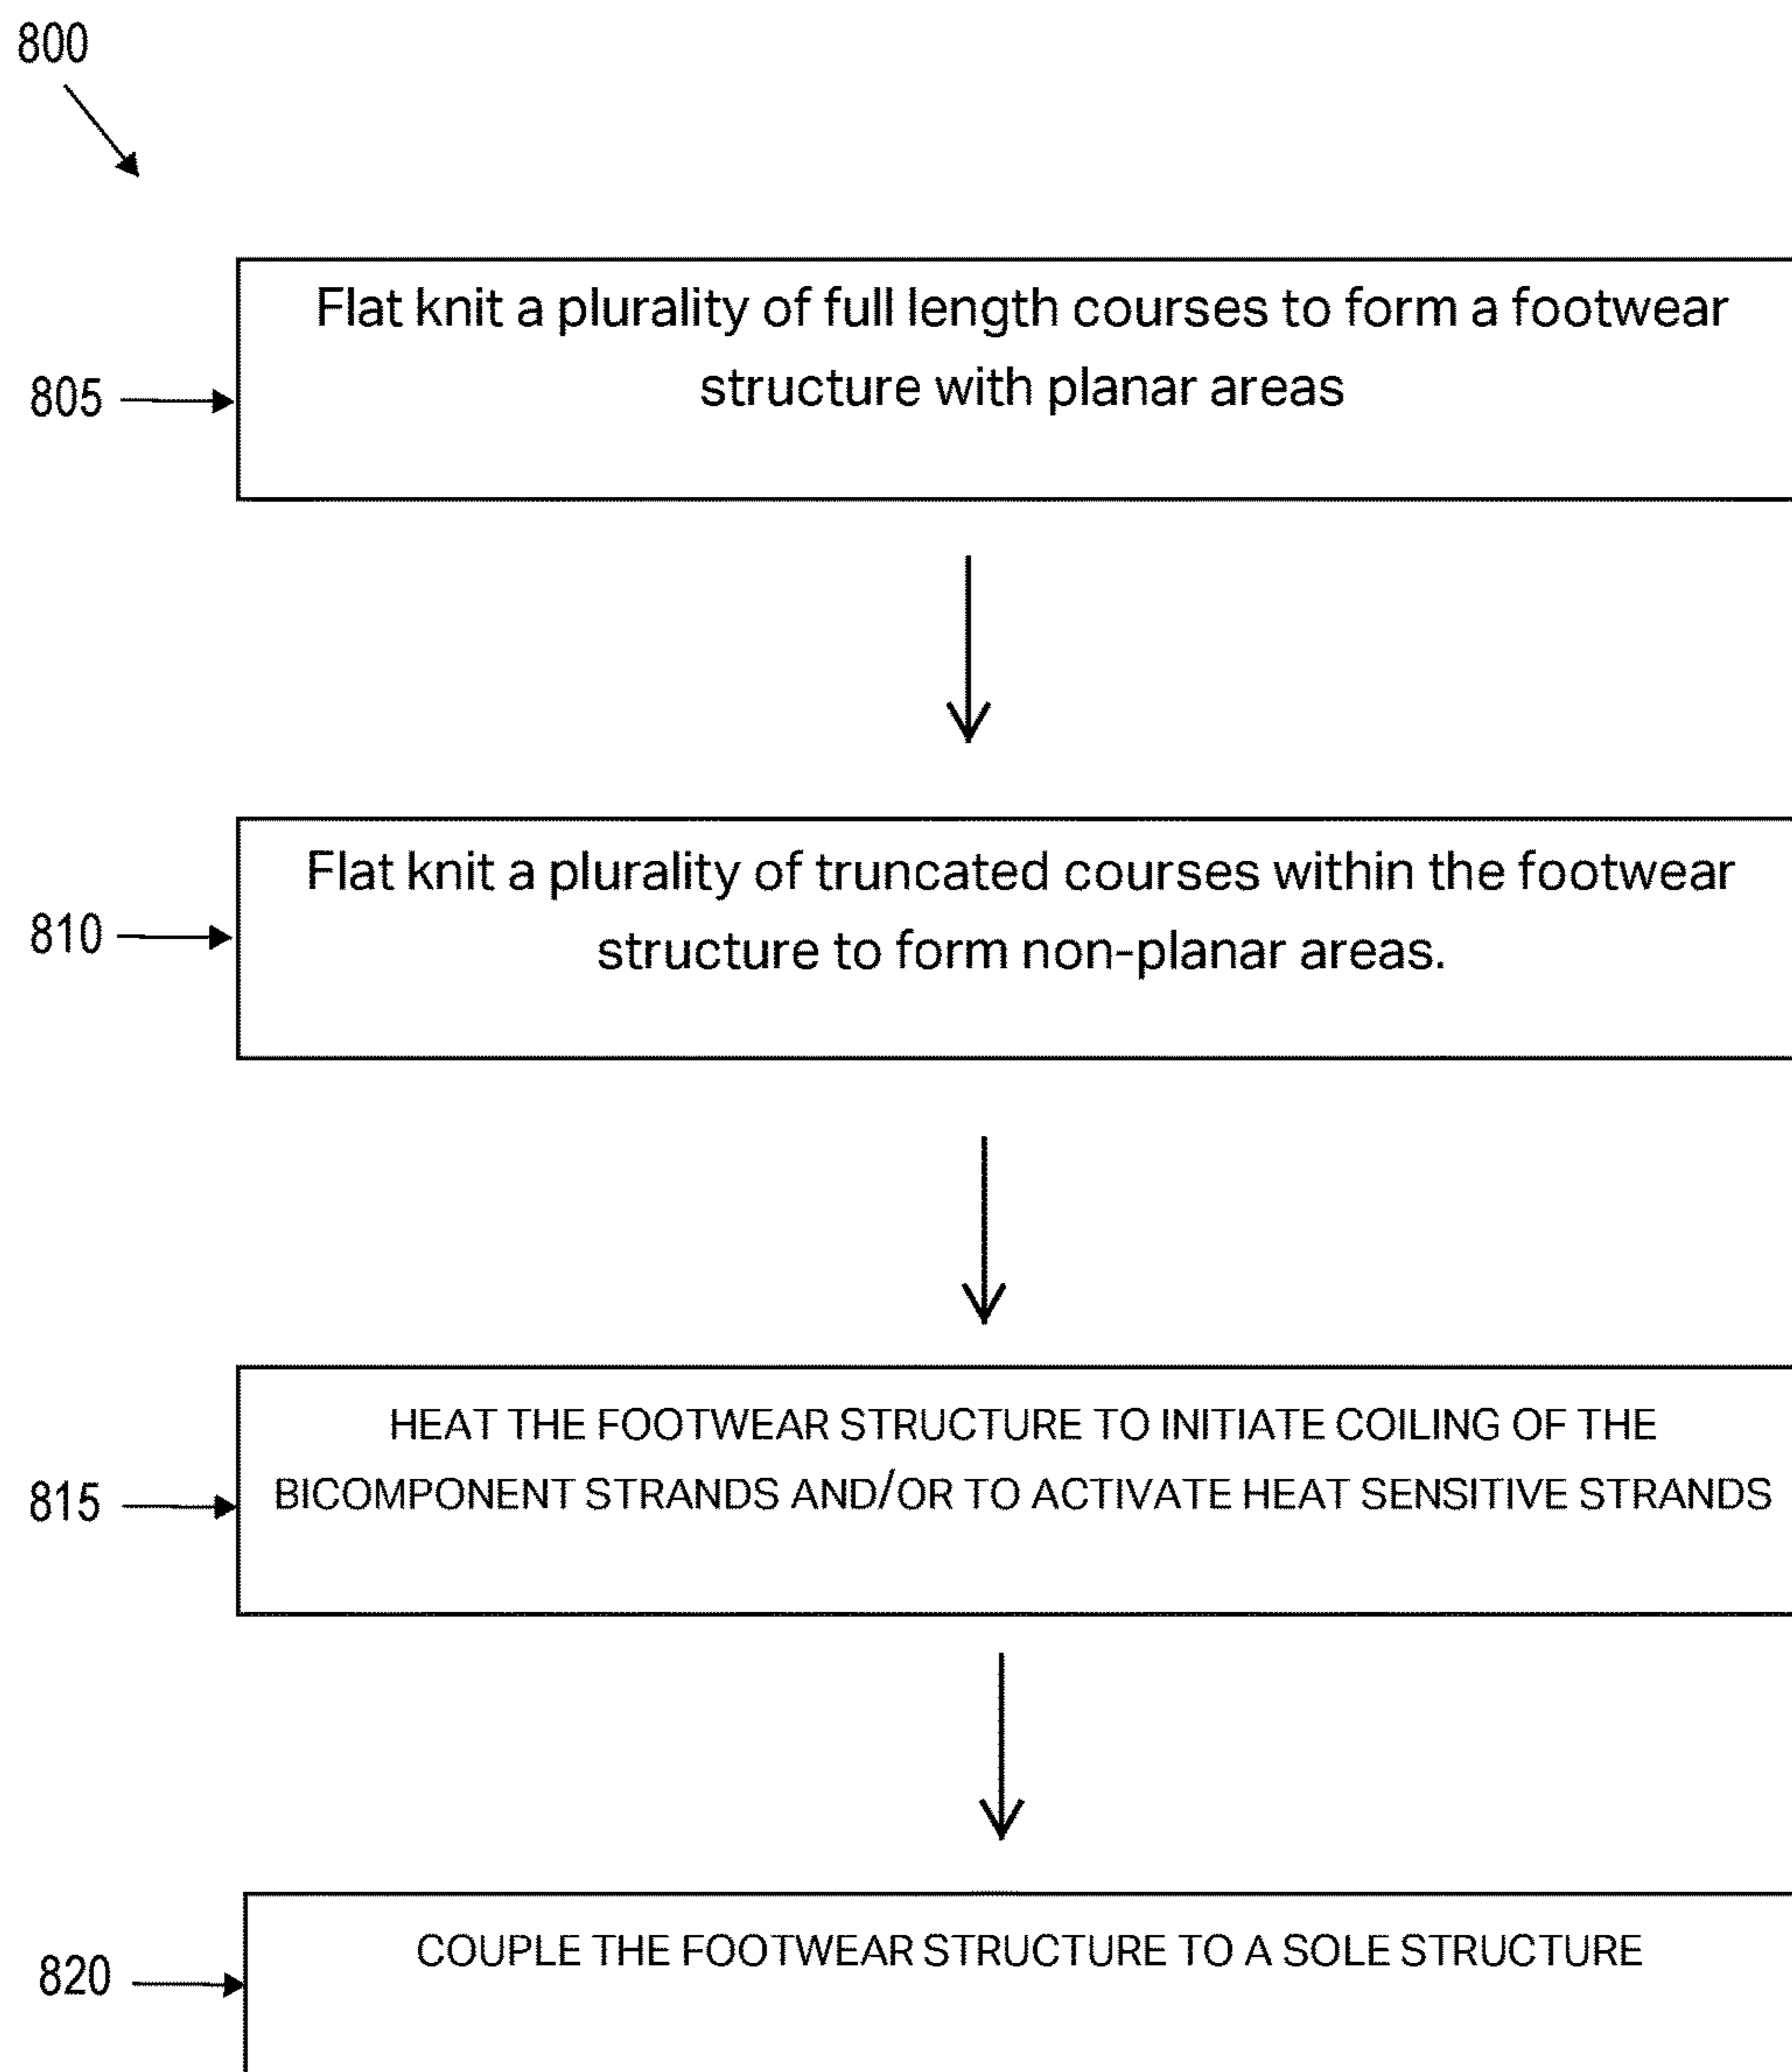 800
Flat knit a plurality of full length courses to form a footwear
structure with planar areas
805
Flat knit a plurality of truncated courses within the footwear
structure to form non-planar areas.
810
HEAT THE FOOTWEAR STRUCTURE TO INITIATE COILING OF THE
BICOMPONENT STRANDS AND/OR TO ACTIVATE HEAT SENSITIVE STRANDS
815
COUPLE THE FOOTWEAR STRUCTURE TO A SOLE STRUCTURE
820